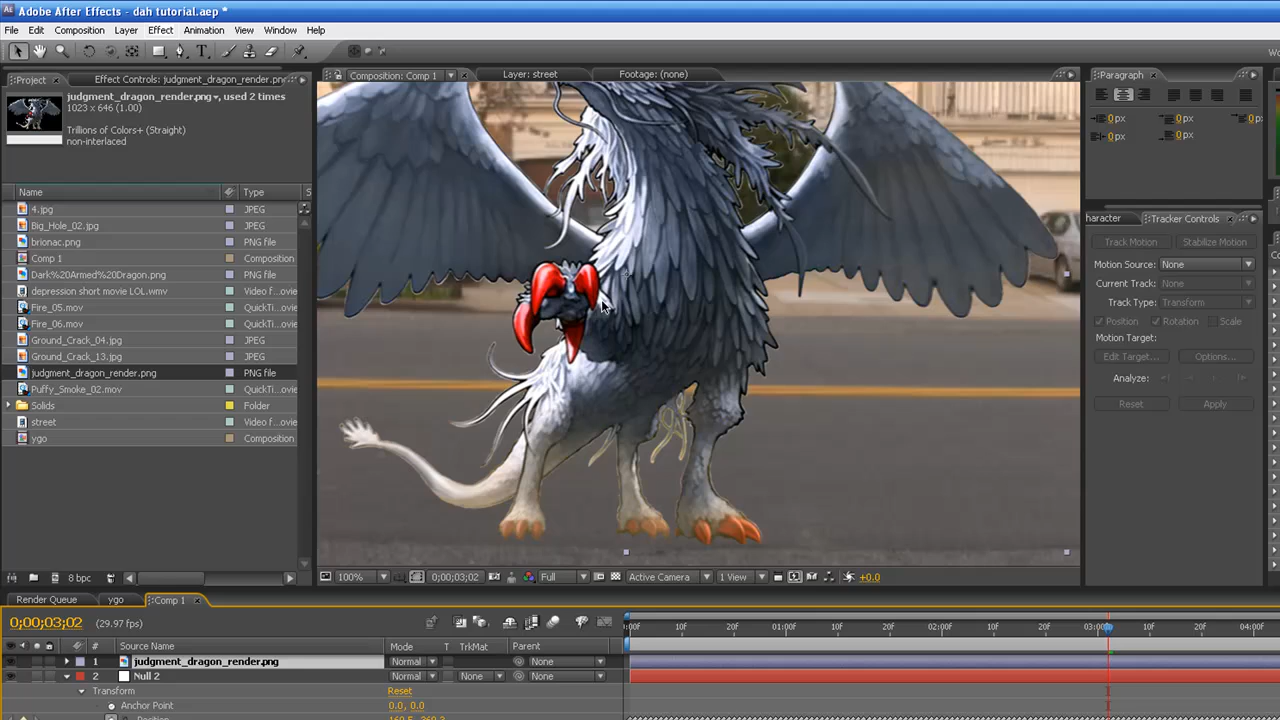 Adobe After Effects - dah tutorial.aep *
File Edit Composition Layer Effect Animation View Window Help
Project Effect Controls: judgment_dragon_render.pn
judgment_dragon_render.png, used 2 times
1023 x 646 (1.00)
Trillions of Colors+ (Straight)
non-interlaced
Name Type
4.jpg JPEG
Big_Hole_02.jpg JPEG
brionac.png PNG file
Comp 1 Composition
Dark%20Armed%20Dragon.png PNG file
depression short movie LOL.wmv Video f...o
Fire_05.mov QuickTi...ovie
Fire_06.mov QuickTi...ovie
Ground_Crack_04.jpg JPEG
Ground_Crack_13.jpg JPEG
judgment_dragon_render.png PNG file
Puffy_Smoke_02.mov QuickTi...ovie
Solids Folder
street Video f...o
ygo Composition
8 bpc
Composition: Comp 1 Layer: street Footage: (none)
100% 0;00;03;02 Full Active Camera 1 View +0.0
Paragraph
0 px 0 px 0 p
0 px 0 px
haracter Tracker Controls
Track Motion Stabilize Motion
Motion Source: None
Current Track: None
Track Type: Transform
Position Rotation Scale
Motion Target:
Edit Target... Options...
Analyze:
Reset Apply
Render Queue ygo Comp 1
0;00;03;02 (29.97 fps)
:00f 10f 20f 01:00f 10f 20f 02:00f 10f 20f 03:00f 10f 20f 04:00f
# Source Name Mode T TrkMat Parent
1 judgment_dragon_render.png Normal None
2 Null 2 Normal None None
Transform Reset
Anchor Point 0.0, 0.0
Position